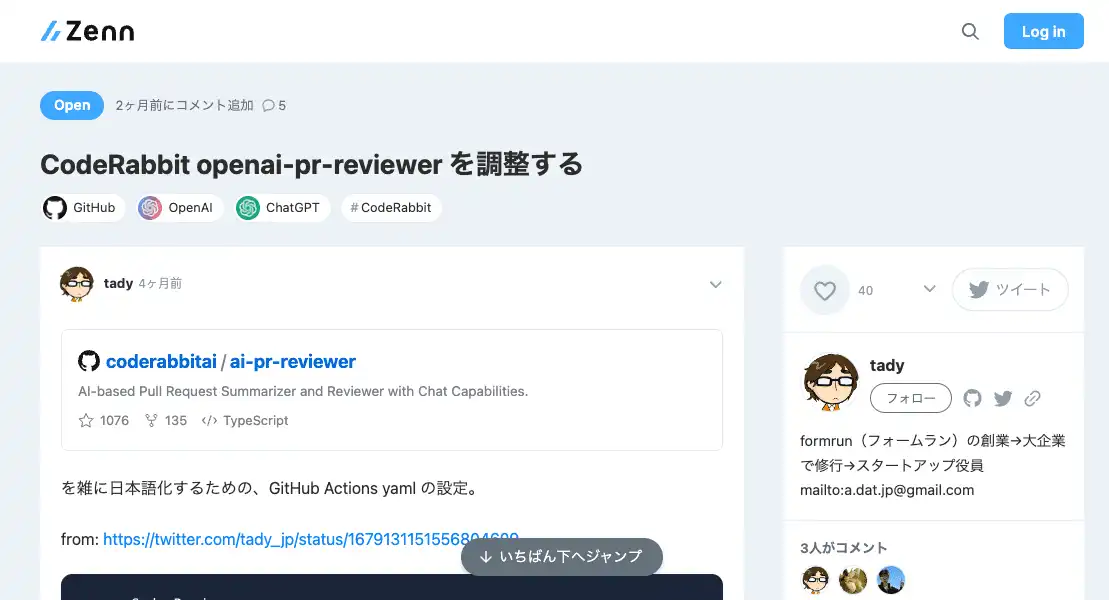 Zenn
Log in
Open 2ヶ月前にコメント追加 5
CodeRabbit openai-pr-reviewer を調整する
GitHub OpenAI ChatGPT # CodeRabbit
tady 4ヶ月前
coderabbitai / ai-pr-reviewer
AI-based Pull Request Summarizer and Reviewer with Chat Capabilities.
1076 135 </> TypeScript
を雑に日本語化するための、GitHub Actions yaml の設定。
from: https://twitter.com/tady_jp/status/1679131151556804609
↓ いちばん下へジャンプ
40 ツイート
tady
フォロー
formrun（フォームラン）の創業→大企業
で修行→スタートアップ役員
mailto:a.dat.jp@gmail.com
3人がコメント